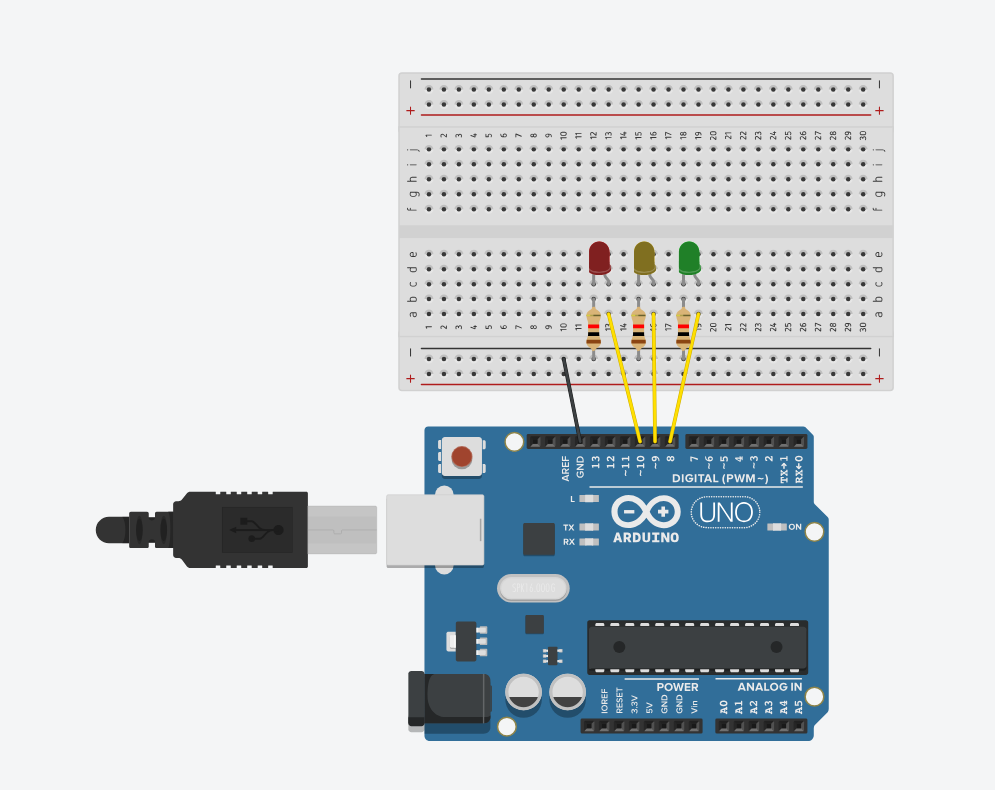 − −
+ +
1 2 3 4 5 6 7 8 9 10 11 12 13 14 15 16 17 18 19 20 21 22 23 24 25 26 27 28 29 30
j j
i i
h h
g g
f f
e e
d d
c c
b b
a a
1 2 3 4 5 6 7 8 9 10 11 12 13 14 15 16 17 18 19 20 21 22 23 24 25 26 27 28 29 30
− −
+ +
AREF GND 13 12 ~11 ~10 ~9 8 7 ~6 ~5 4 ~3 2 TX→1 RX←0
DIGITAL (PWM~)
L
TX
RX
UNO
ON
ARDUINO
POWER ANALOG IN
IOREF RESET 3.3V 5V GND GND Vin A0 A1 A2 A3 A4 A5